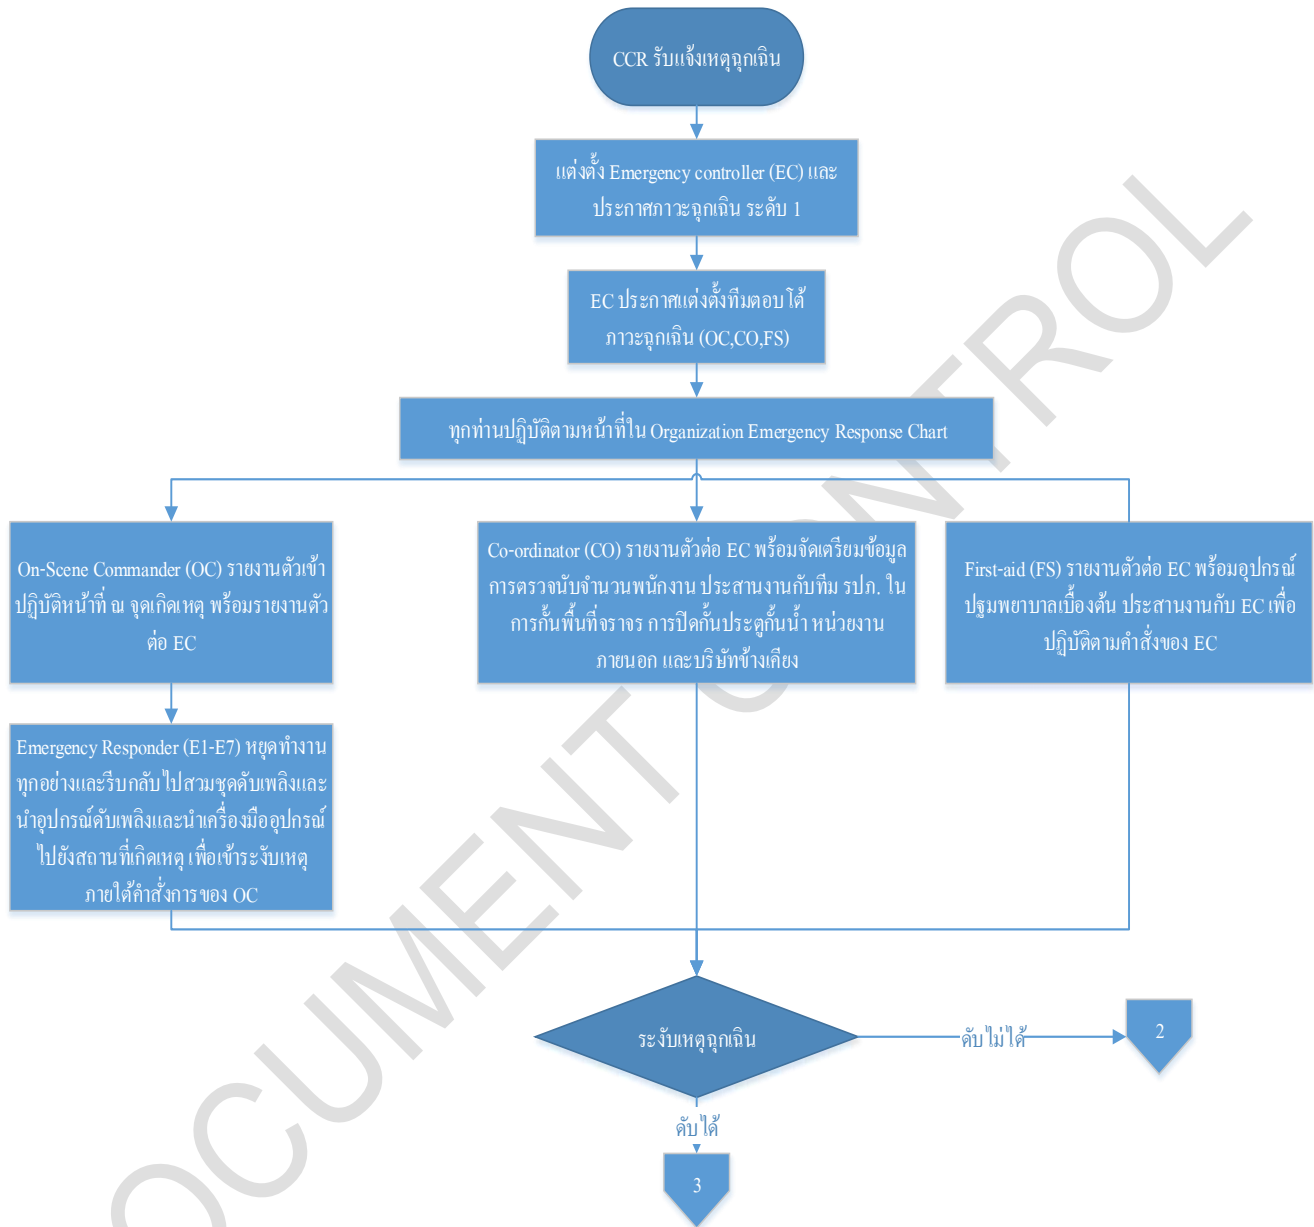 CCR รับแจ้งเหตุฉุกเฉิน
แต่งตั้ง Emergency controller (EC) และ
ประกาศภาวะฉุกเฉิน ระดับ 1
EC ประกาศแต่งตั้งทีมตอบโต้
ภาวะฉุกเฉิน (OC,CO,FS)
ทุกท่านปฏิบัติตามหน้าที่ใน Organization Emergency Response Chart
On-Scene Commander (OC) รายงานตัวเข้า
ปฏิบัติหน้าที่ ณ จุดเกิดเหตุ พร้อมรายงานตัว
ต่อ EC
Co-ordinator (CO) รายงานตัวต่อ EC พร้อมจัดเตรียมข้อมูล
การตรวจนับจำนวนพนักงาน ประสานงานกับทีม รปภ. ใน
การกั้นพื้นที่จราจร การปิดกั้นประตูกั้นน้ำ หน่วยงาน
ภายนอก และบริษัทข้างเคียง
First-aid (FS) รายงานตัวต่อ EC พร้อมอุปกรณ์
ปฐมพยาบาลเบื้องต้น ประสานงานกับ EC เพื่อ
ปฏิบัติตามคำสั่งของ EC
Emergency Responder (E1-E7) หยุดทำงาน
ทุกอย่างและรีบกลับไปสวมชุดดับเพลิงและ
นำอุปกรณ์ดับเพลิงและนำเครื่องมืออุปกรณ์
ไปยังสถานที่เกิดเหตุ เพื่อเข้าระงับเหตุ
ภายใต้คำสั่งการของ OC
ระงับเหตุฉุกเฉิน
ดับไม่ได้
2
ดับได้
3
OCUMENT CONTROL